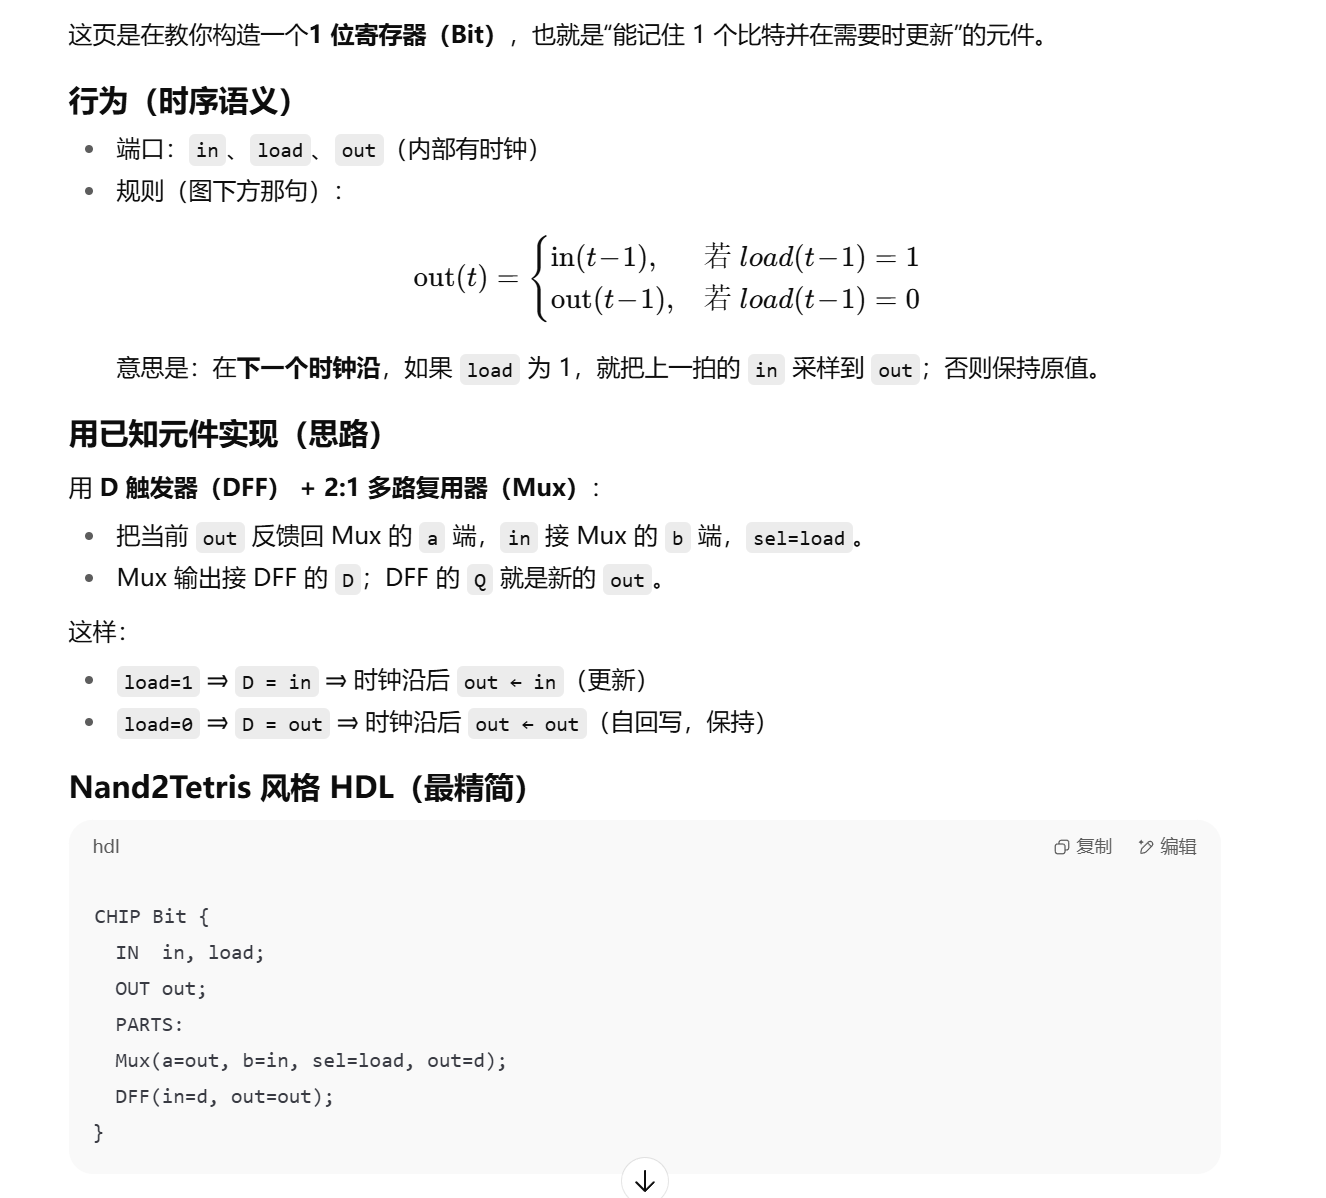 这页是在教你构造一个1 位寄存器（Bit），也就是“能记住 1 个比特并在需要时更新”的元件。
行为（时序语义）
• 端口：in、load、out（内部有时钟）
• 规则（图下方那句）：
out(t) = { in(t−1), 若 load(t−1) = 1
out(t−1), 若 load(t−1) = 0
意思是：在下一个时钟沿，如果 load 为 1，就把上一拍的 in 采样到 out；否则保持原值。
用已知元件实现（思路）
用 D 触发器（DFF） + 2:1 多路复用器（Mux）：
• 把当前 out 反馈回 Mux 的 a 端，in 接 Mux 的 b 端，sel=load。
• Mux 输出接 DFF 的 D；DFF 的 Q 就是新的 out。
这样：
• load=1 ⇒ D = in ⇒ 时钟沿后 out ← in（更新）
• load=0 ⇒ D = out ⇒ 时钟沿后 out ← out（自回写，保持）
Nand2Tetris 风格 HDL（最精简）
hdl 复制 编辑
CHIP Bit {
  IN  in, load;
  OUT out;
  PARTS:
  Mux(a=out, b=in, sel=load, out=d);
  DFF(in=d, out=out);
}